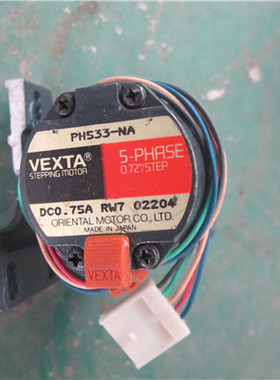 PH533-NA
VEXTA®
STEPPING MOTOR
5-PHASE
0.72°/STEP
DC0.75A RW7 02204
ORIENTAL MOTOR CO., LTD.
MADE IN JAPAN
VEXTA